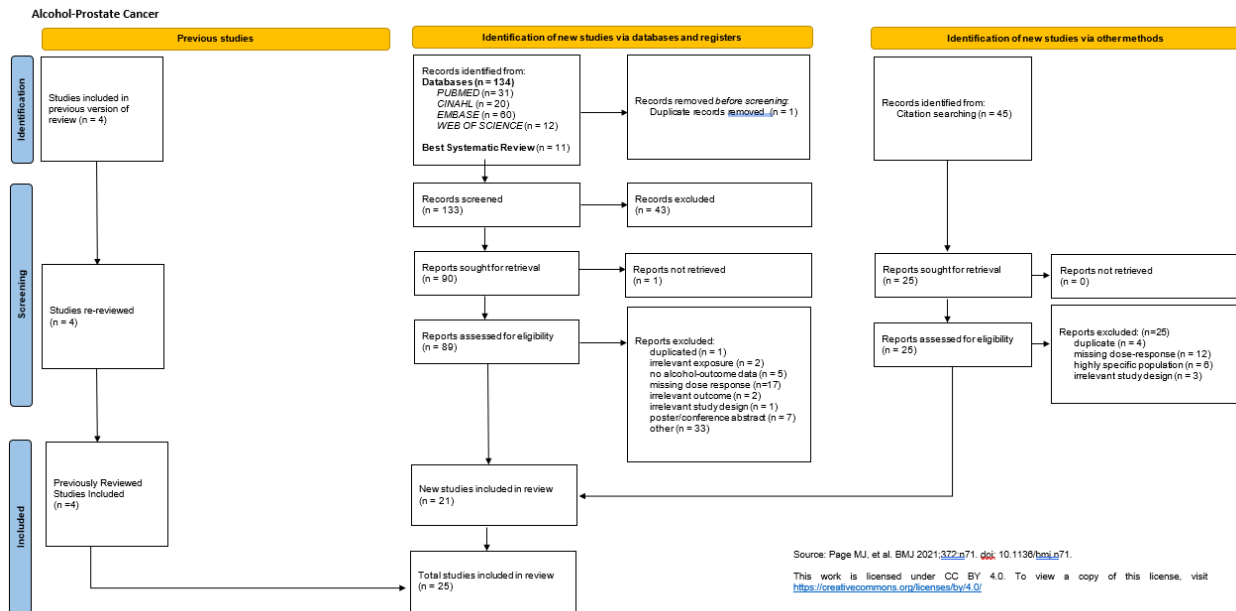 Alcohol-Prostate Cancer
Previous studies
Identification of new studies via databases and registers
Identification of new studies via other methods
Identification
Studies included in
previous version of
review (n = 4)
Records identified from:
Databases (n = 134)
PUBMED (n= 31)
CINAHL (n = 20)
EMBASE (n = 60)
WEB OF SCIENCE (n = 12)
Best Systematic Review (n = 11)
Records removed before screening:
Duplicate records removed (n = 1)
Records identified from:
Citation searching (n = 45)
Screening
Records screened
(n = 133)
Records excluded
(n = 43)
Reports sought for retrieval
(n = 90)
Reports not retrieved
(n = 1)
Reports sought for retrieval
(n = 25)
Reports not retrieved
(n = 0)
Studies re-reviewed
(n = 4)
Reports assessed for eligibility
(n = 89)
Reports excluded:
duplicated (n = 1)
irrelevant exposure (n = 2)
no alcohol-outcome data (n = 5)
missing dose response (n=17)
irrelevant outcome (n = 2)
irrelevant study design (n = 1)
poster/conference abstract (n = 7)
other (n = 33)
Reports assessed for eligibility
(n = 25)
Reports excluded: (n=25)
duplicate (n = 4)
missing dose-response (n = 12)
highly specific population (n = 6)
irrelevant study design (n = 3)
Included
Previously Reviewed
Studies Included
(n =4)
New studies included in review
(n = 21)
Total studies included in review
(n = 25)
Source: Page MJ, et al. BMJ 2021;372:n71. doi: 10.1136/bmj.n71.
This work is licensed under CC BY 4.0. To view a copy of this license, visit
https://creativecommons.org/licenses/by/4.0/